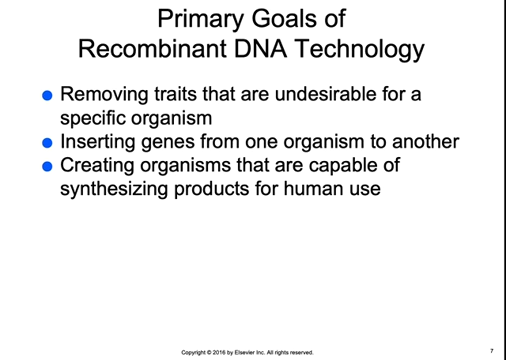 Primary Goals of
Recombinant DNA Technology
Removing traits that are undesirable for a
specific organism
Inserting genes from one organism to another
Creating organisms that are capable of
synthesizing products for human use
Copyright © 2016 by Elsevier Inc. All rights reserved.
7